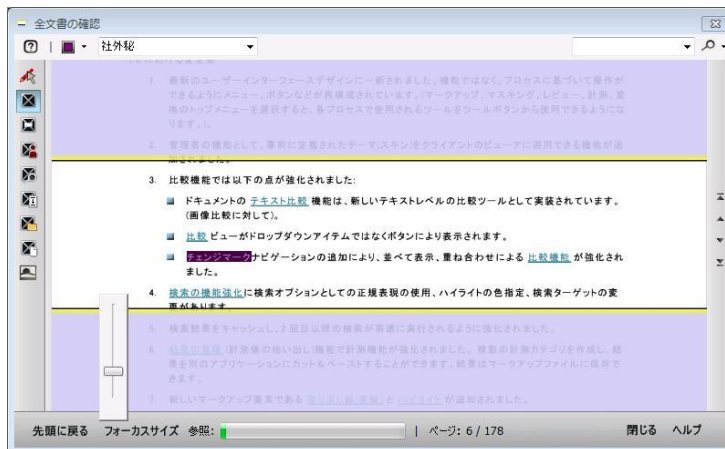 全文書の確認
社外秘
1. 最新のユーザーインターフェースデザインに一新されました。機能ではなく、プロセスに基づいて操作が
できるようにメニュー、ボタンなどが再構成されています。(マークアップ、マスキング、レビュー、計測、変
換のトップメニューを選択すると、各プロセスで使用されるツールをツールボタンから使用できるようにな
ります。)。
2. 管理者の機能として、事前に定義されたテーマ(スキン)をクライアントのビューアに適用できる機能が追
加されました。
3. 比較機能では以下の点が強化されました:
ドキュメントの テキスト比較 機能は、新しいテキストレベルの比較ツールとして実装されています。
(画像比較に対して)。
比較 ビューがドロップダウンアイテムではなくボタンにより表示されます。
チェンジマークナビゲーションの追加により、並べて表示、重ね合わせによる 比較機能 が強化され
ました。
4. 検索の機能強化に検索オプションとしての正規表現の使用、ハイライトの色指定、検索ターゲットの変
更があります。
5. 検索結果をキャッシュし、2 回目以降の検索が高速に実行されるように強化されました。
6. (計測値の吸い出し)機能で計測機能が強化されました。 複数の計測カテゴリを作成し、結
果を別のアプリケーションにカット&ペーストすることができます。結果はマークアップファイルに保存で
きます。
7. 新しいマークアップ要素である 取り消し線(直線) と ハイライト が追加されました。
先頭に戻る フォーカスサイズ 参照: | ページ: 6 / 178 閉じる ヘルプ